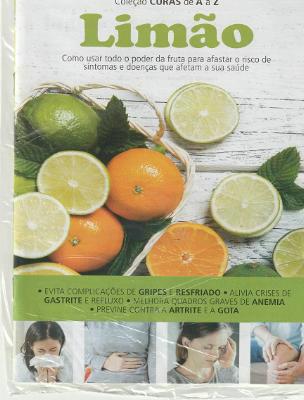 Coleção CURAS de A a Z
Limão
Como usar todo o poder da fruta para afastar o risco de
sintomas e doenças que afetam a sua saúde
• EVITA COMPLICAÇÕES DE GRIPES E RESFRIADO • ALIVIA CRISES DE
GASTRITE E REFLUXO • MELHORA QUADROS GRAVES DE ANEMIA
• PREVINE CONTRA A ARTRITE E A GOTA